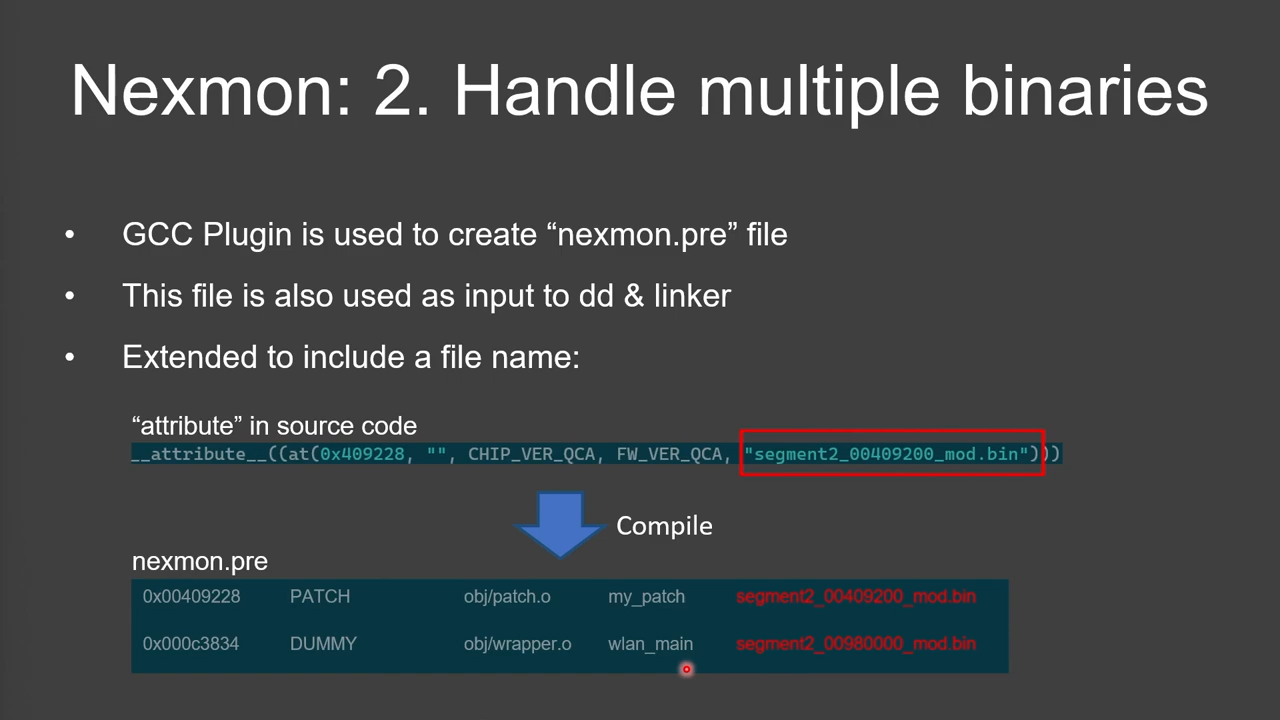 Nexmon: 2. Handle multiple binaries
• GCC Plugin is used to create “nexmon.pre” file
• This file is also used as input to dd & linker
• Extended to include a file name:
“attribute” in source code
__attribute__((at(0x409228, "", CHIP_VER_QCA, FW_VER_QCA, "segment2_00409200_mod.bin")))
Compile
nexmon.pre
0x00409228 PATCH obj/patch.o my_patch segment2_00409200_mod.bin
0x000c3834 DUMMY obj/wrapper.o wlan_main segment2_00980000_mod.bin